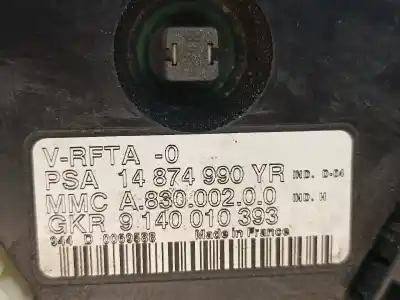 V-RFTA -0
PSA 14 874 990 YR IND. D-04
MMC A.830.002.0.0 IND. H
GKR 9 140 010 393
944 D 0069588 Made in France